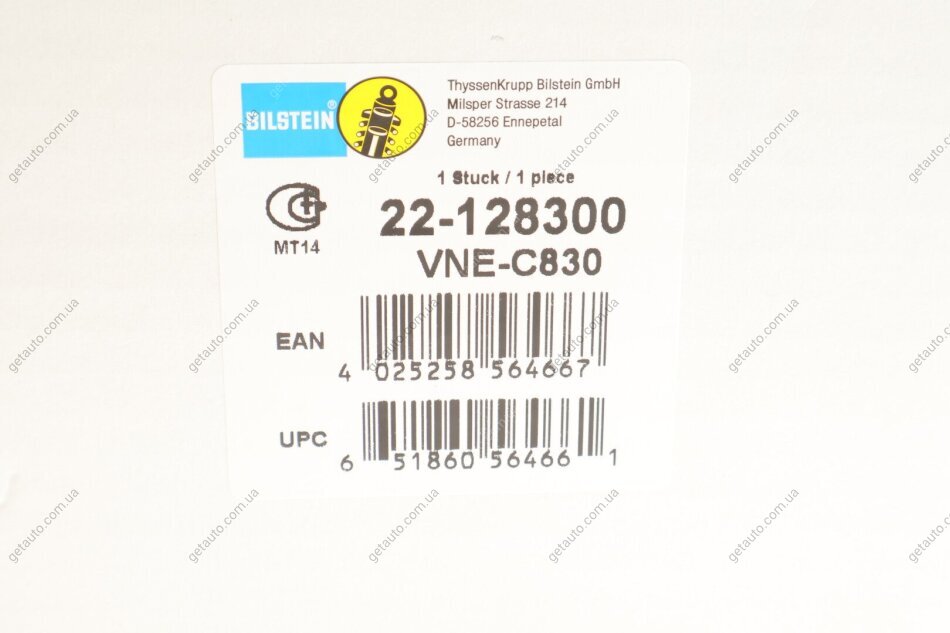 BILSTEIN®
ThyssenKrupp Bilstein GmbH
Milsper Strasse 214
D-58256 Ennepetal
Germany
1 Stuck / 1 piece
22-128300
VNE-C830
MT14
EAN
4 025258 564667
UPC
6 51860 56466 1
getauto.com.ua